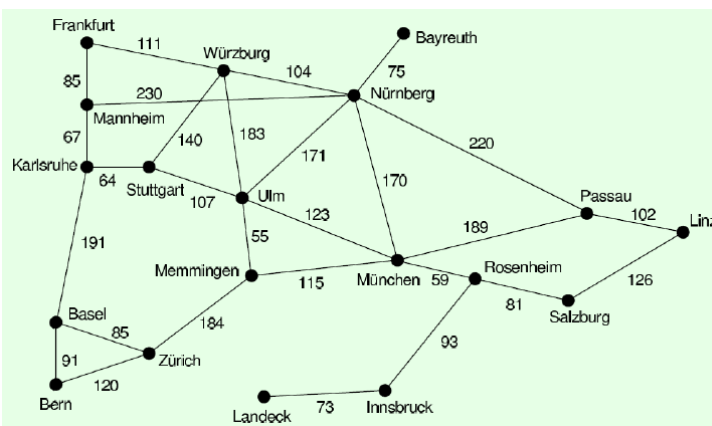 Frankfurt
111
Würzburg
Bayreuth
85
104
75
230
Nürnberg
Mannheim
67
140
183
171
220
Karlsruhe
64
Stuttgart
107
Ulm
170
Passau
123
189
102
Linz
191
55
Memmingen
115
München
59
Rosenheim
81
126
Salzburg
Basel
85
184
93
91
Zürich
120
Bern
Landeck
73
Innsbruck